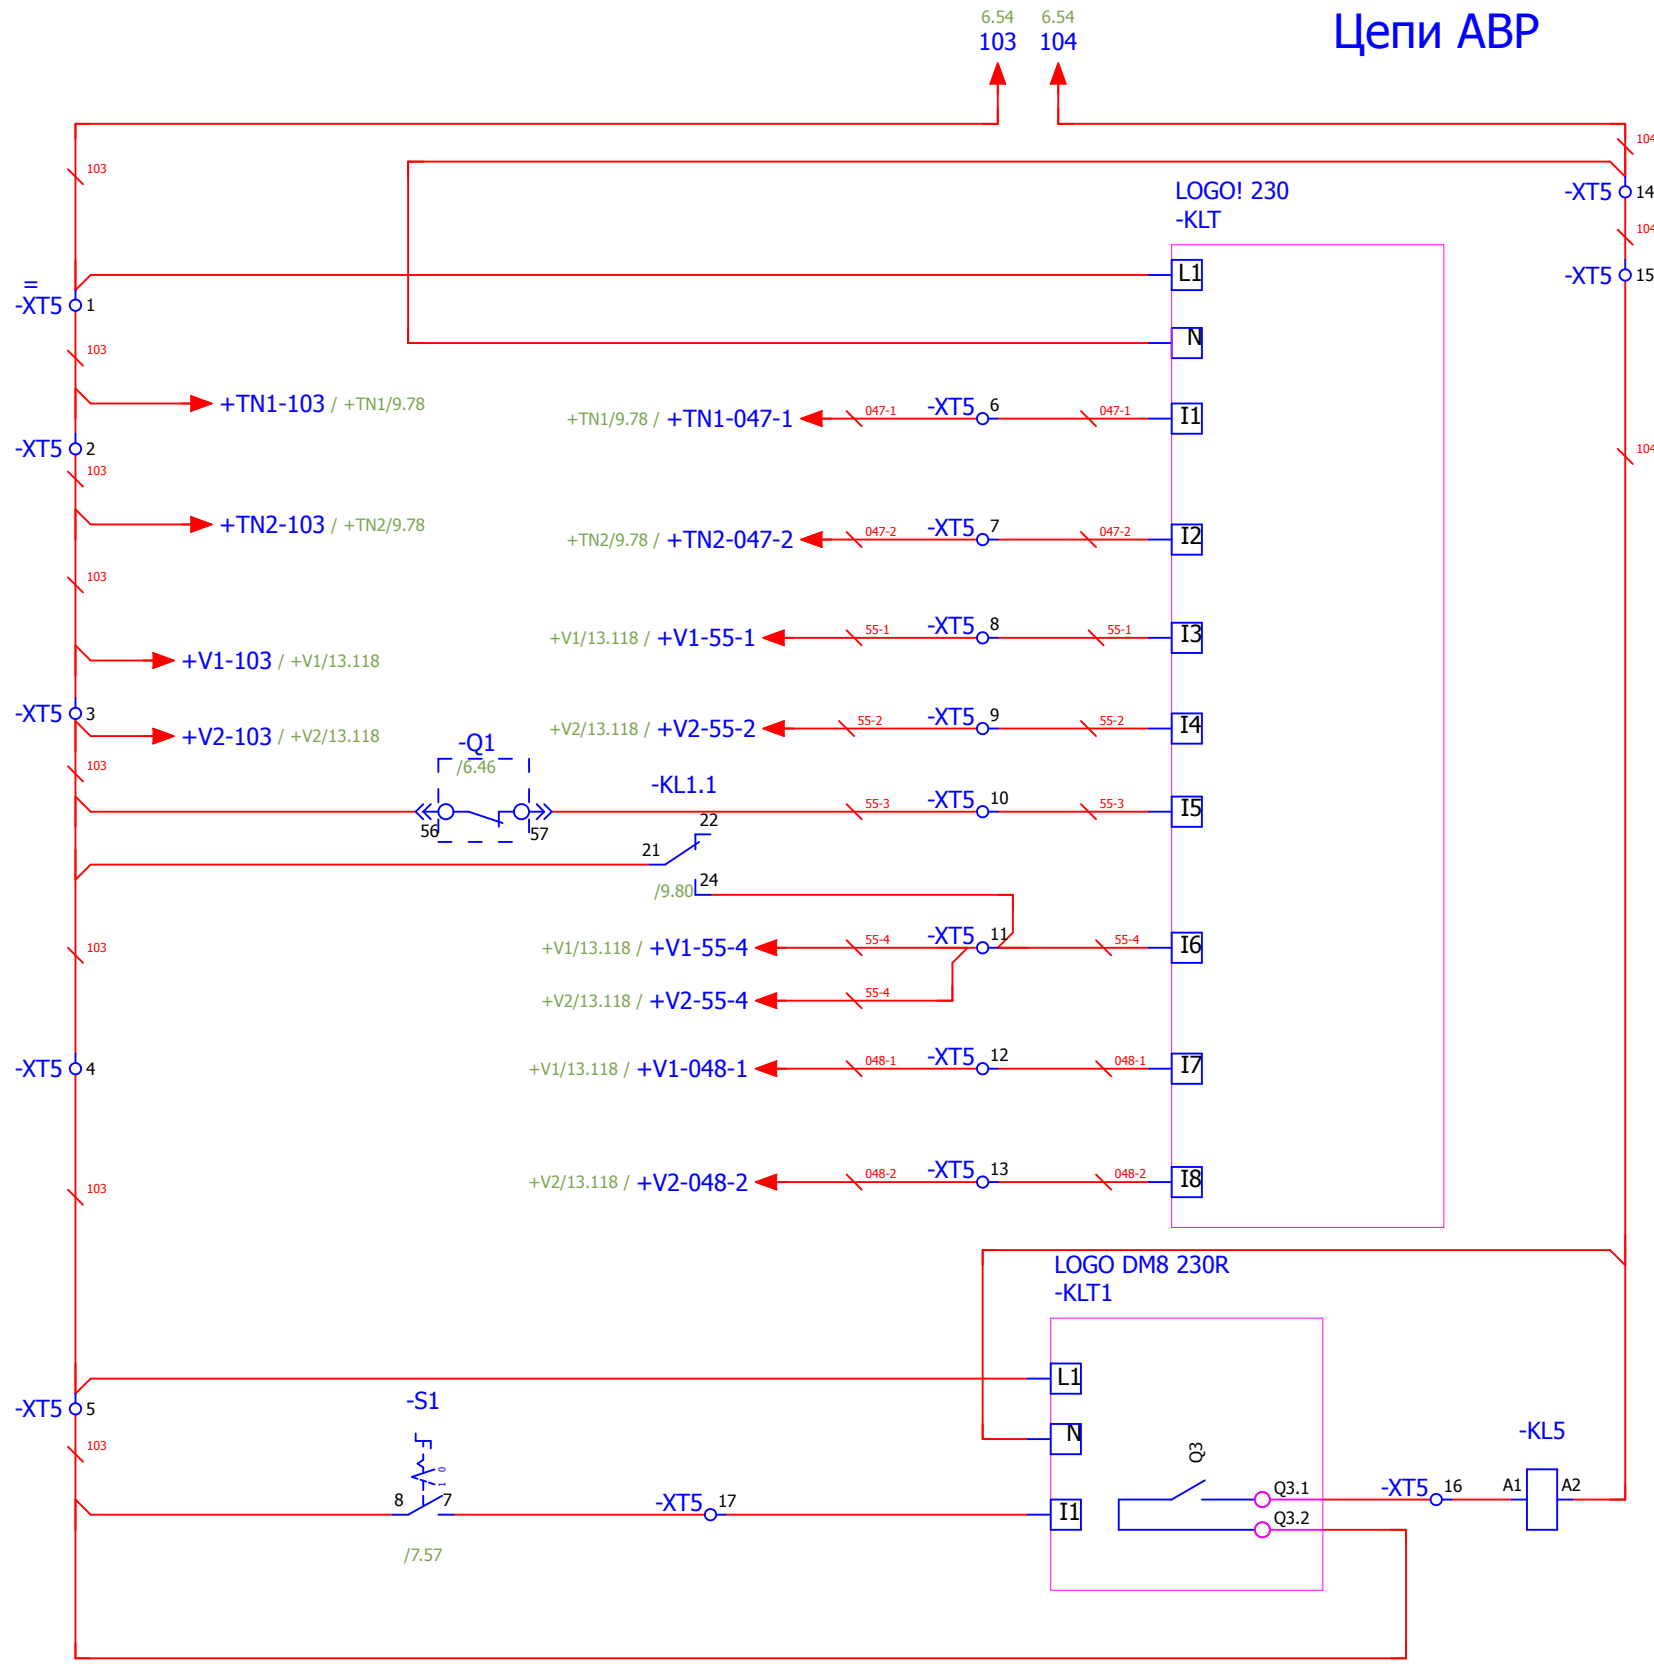 6.54 6.54
103 104
Цепи АВР
103
104
LOGO! 230
-KLT
-XT5 14
104
=
-XT5 1
L1
-XT5 15
103
N
+TN1-103 / +TN1/9.78
+TN1/9.78 / +TN1-047-1 047-1 -XT5 6 047-1 I1
-XT5 2
103
104
+TN2-103 / +TN2/9.78
+TN2/9.78 / +TN2-047-2 047-2 -XT5 7 047-2 I2
103
+V1/13.118 / +V1-55-1 55-1 -XT5 8 55-1 I3
+V1-103 / +V1/13.118
-XT5 3
+V2/13.118 / +V2-55-2 55-2 -XT5 9 55-2 I4
+V2-103 / +V2/13.118
103
-Q1
/6.46
56 57
-KL1.1
55-3 -XT5 10 55-3 I5
22
21
24
/9.80
103
+V1/13.118 / +V1-55-4 55-4 -XT5 11 55-4 I6
+V2/13.118 / +V2-55-4 55-4
-XT5 4
+V1/13.118 / +V1-048-1 048-1 -XT5 12 048-1 I7
103
+V2/13.118 / +V2-048-2 048-2 -XT5 13 048-2 I8
LOGO DM8 230R
-KLT1
L1
-XT5 5
-S1
103
N
-KL5
Q3
1 0
8 7
-XT5 17
I1
Q3.1
-XT5 16
A1 A2
Q3.2
/7.57